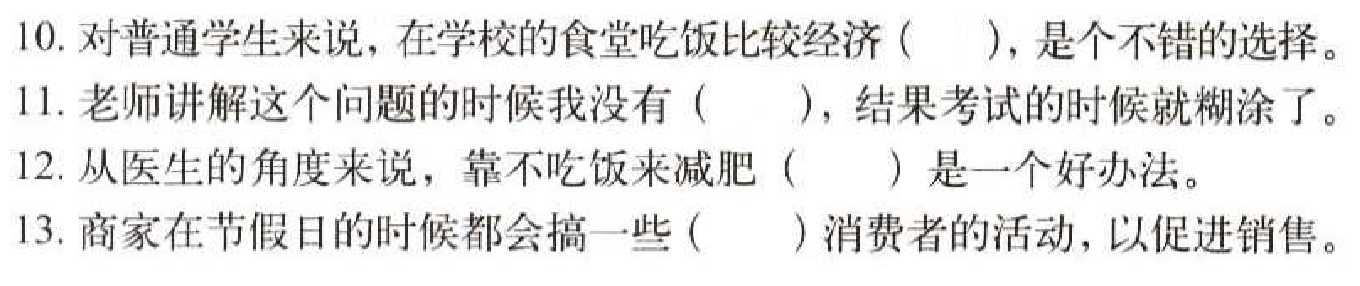 10. 对普通学生来说，在学校的食堂吃饭比较经济（　），是个不错的选择。
11. 老师讲解这个问题的时候我没有（　），结果考试的时候就糊涂了。
12. 从医生的角度来说，靠不吃饭来减肥（　）是一个好办法。
13. 商家在节假日的时候都会搞一些（　）消费者的活动，以促进销售。